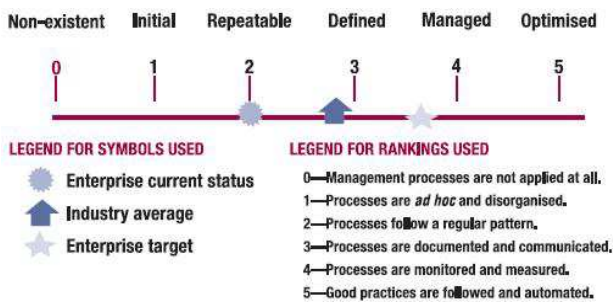 Non-existent Initial Repeatable Defined Managed Optimised
0 1 2 3 4 5
LEGEND FOR SYMBOLS USED
Enterprise current status
Industry average
Enterprise target
LEGEND FOR RANKINGS USED
0—Management processes are not applied at all.
1—Processes are ad hoc and disorganised.
2—Processes follow a regular pattern.
3—Processes are documented and communicated.
4—Processes are monitored and measured.
5—Good practices are followed and automated.